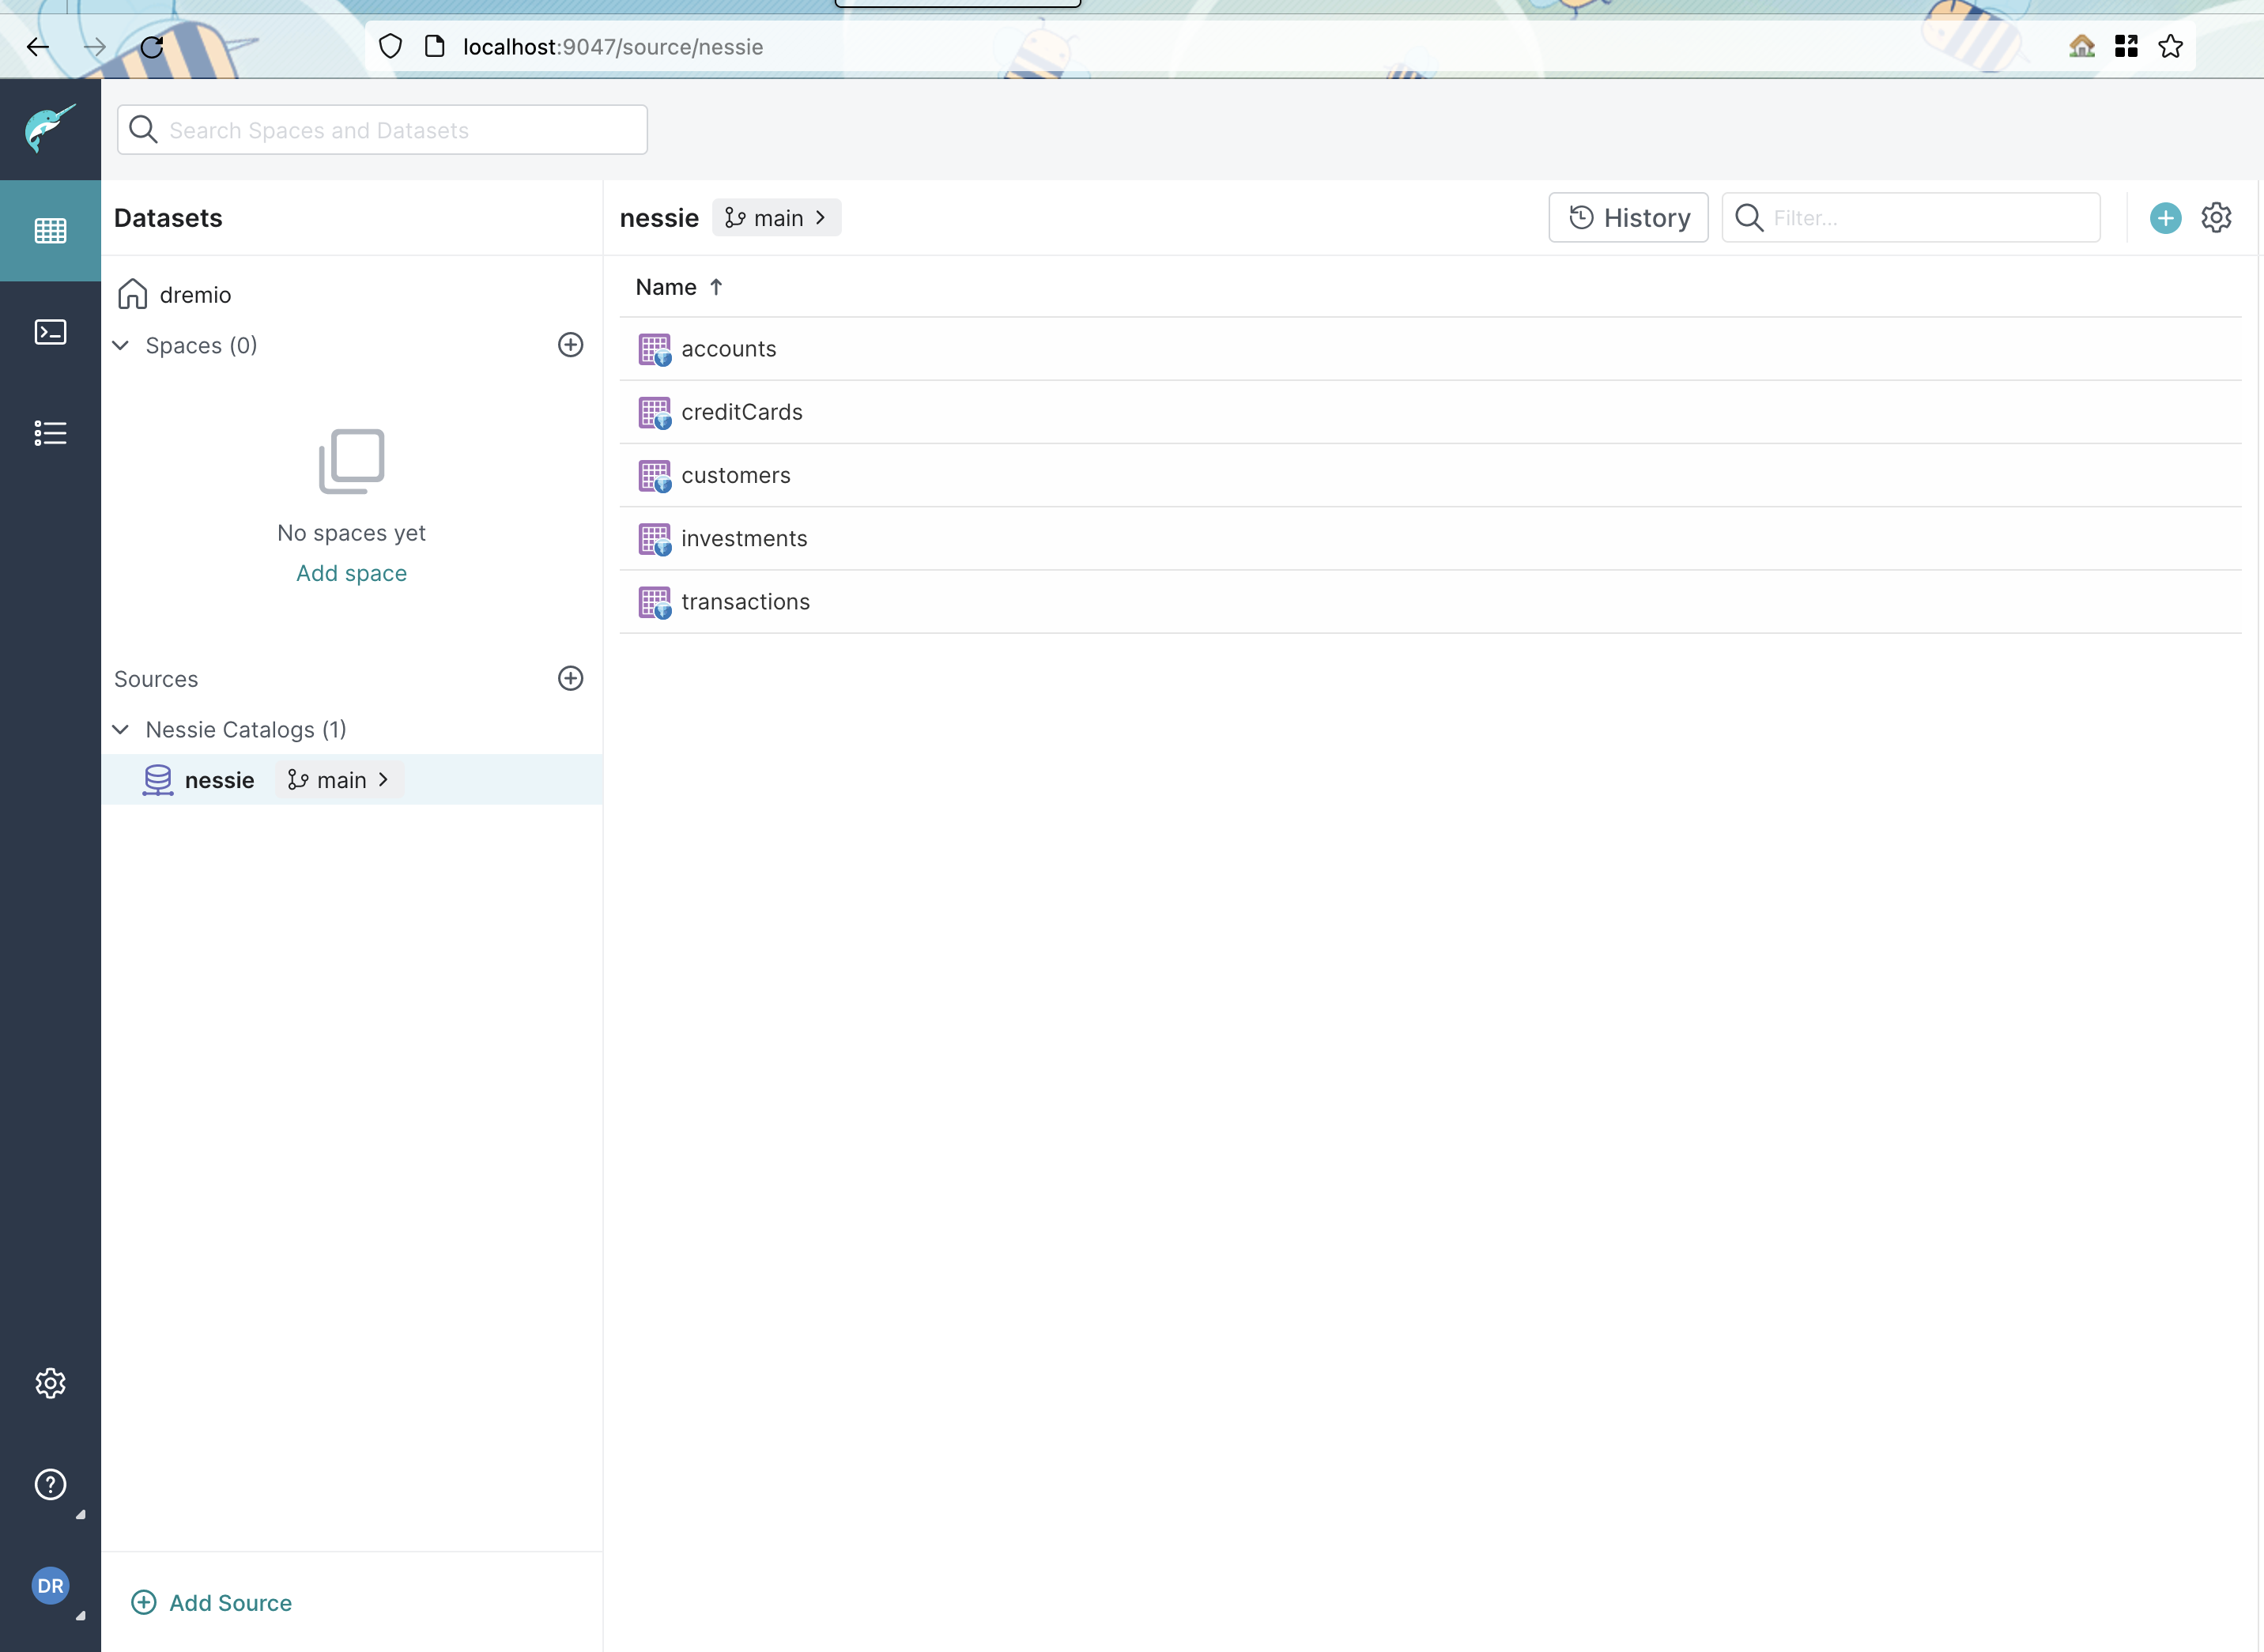 localhost:9047/source/nessie
Search Spaces and Datasets
Datasets
dremio
Spaces (0)
No spaces yet
Add space
Sources
Nessie Catalogs (1)
nessie main
nessie main
History
Filter...
Name
accounts
creditCards
customers
investments
transactions
DR
Add Source